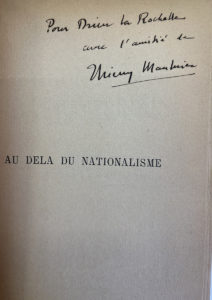 Pour Drieu la Rochelle
avec l'amitié de
Thierry Maulnier
AU DELA DU NATIONALISME